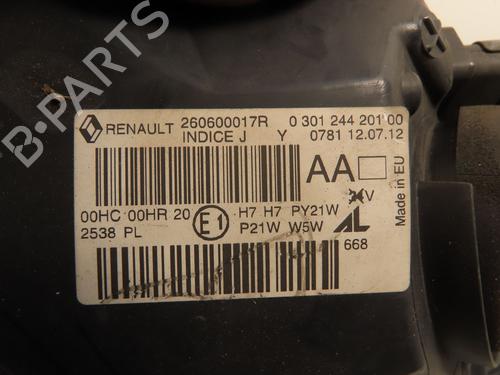 RENAULT 260600017R 0 301 244 201 00
INDICE J Y 0781 12.07.12
AA
Made in EU
00HC 00HR 20 E1 H7 H7 PY21W V
2538 PL P21W W5W AL
668
B-PARTS